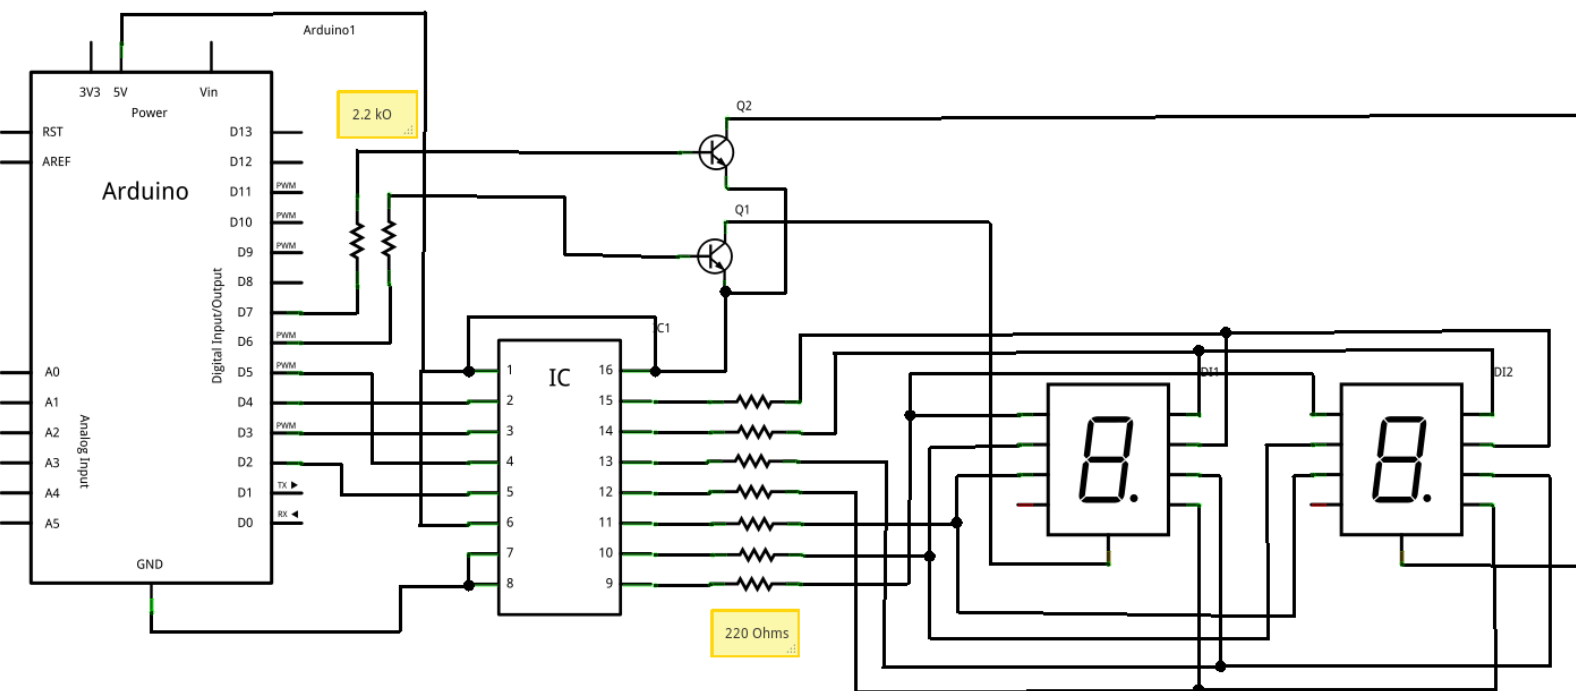 Arduino1
3V3 5V Vin
Power
2.2 kO
Q2
RST D13
AREF D12
Arduino
D11 PWM
D10 PWM
D9 PWM
D8
D7
D6 PWM
A0 D5 PWM
A1 D4
A2 D3 PWM
A3 D2
A4 D1 TX
A5 D0 RX
Digital Input/Output
Analog Input
GND
Q1
C1
IC
1 16
2 15
3 14
4 13
5 12
6 11
7 10
8 9
220 Ohms
DI1
DI2
8.
8.